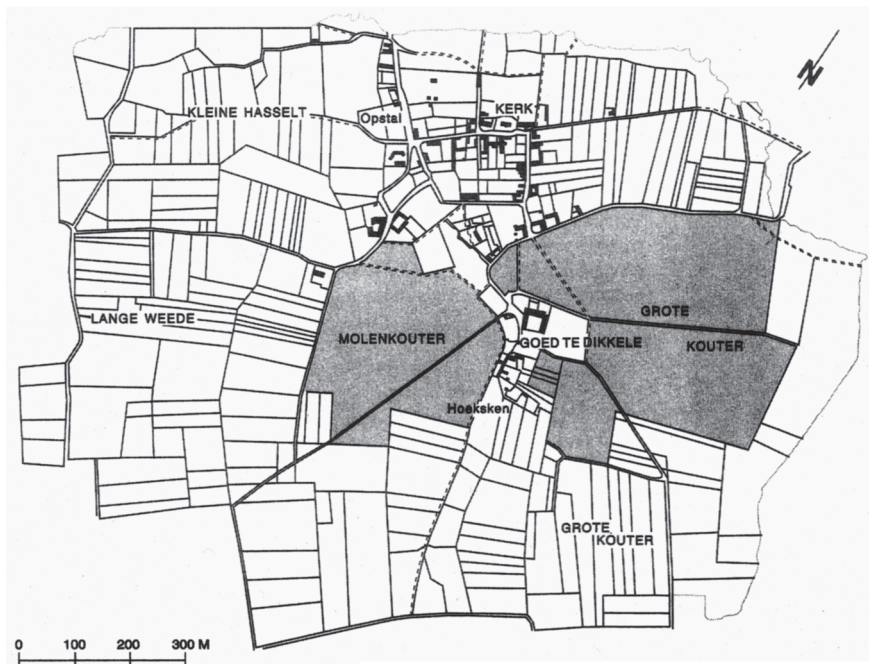 N
KLEINE HASSELT
Opstal
KERK
GROTE
KOUTER
LANGE WEEDE
MOLENKOUTER
GOED TE DIKKELE
Hoeksken
GROTE
KOUTER
0 100 200 300 M